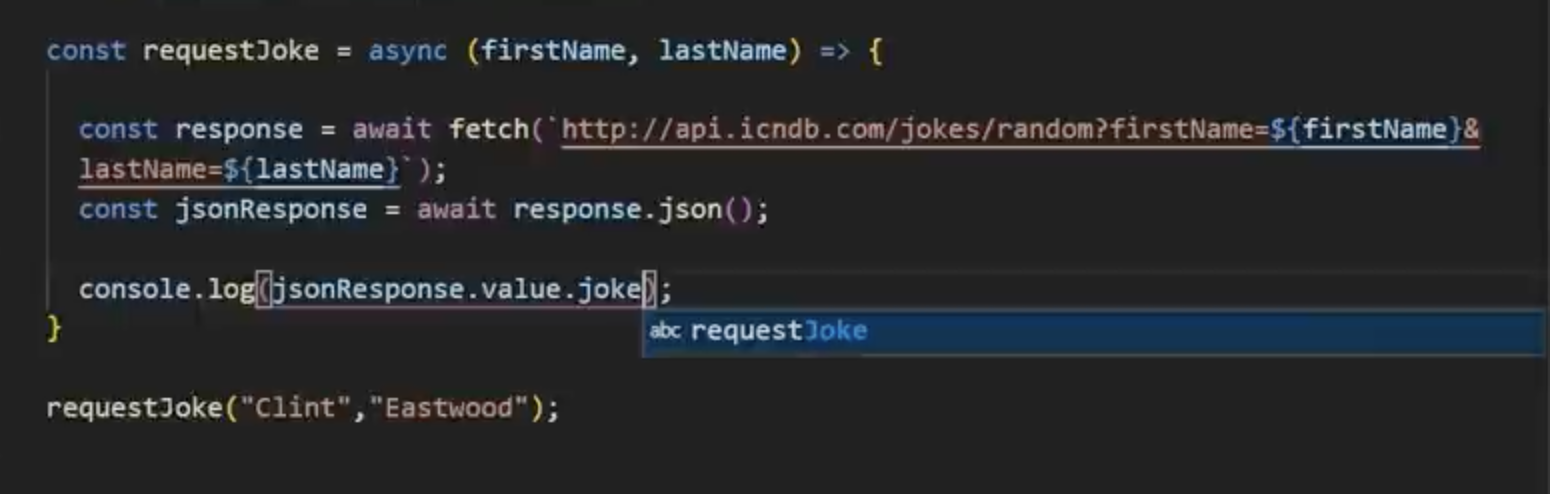 const requestJoke = async (firstName, lastName) => {
const response = await fetch(`http://api.icndb.com/jokes/random?firstName=${firstName}&
lastName=${lastName}`);
const jsonResponse = await response.json();
console.log(jsonResponse.value.joke);
}
abc requestJoke
requestJoke("Clint","Eastwood");